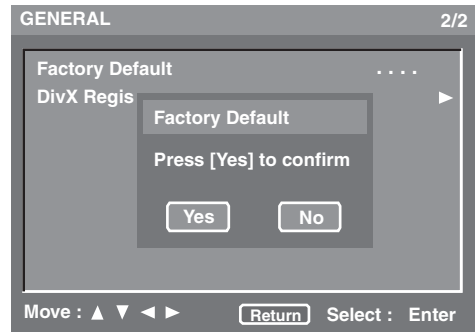 GENERAL 2/2
Factory Default ....
DivX Regis ►
Factory Default
Press [Yes] to confirm
Yes No
Move : ▲ ▼ ◄ ► Return Select : Enter